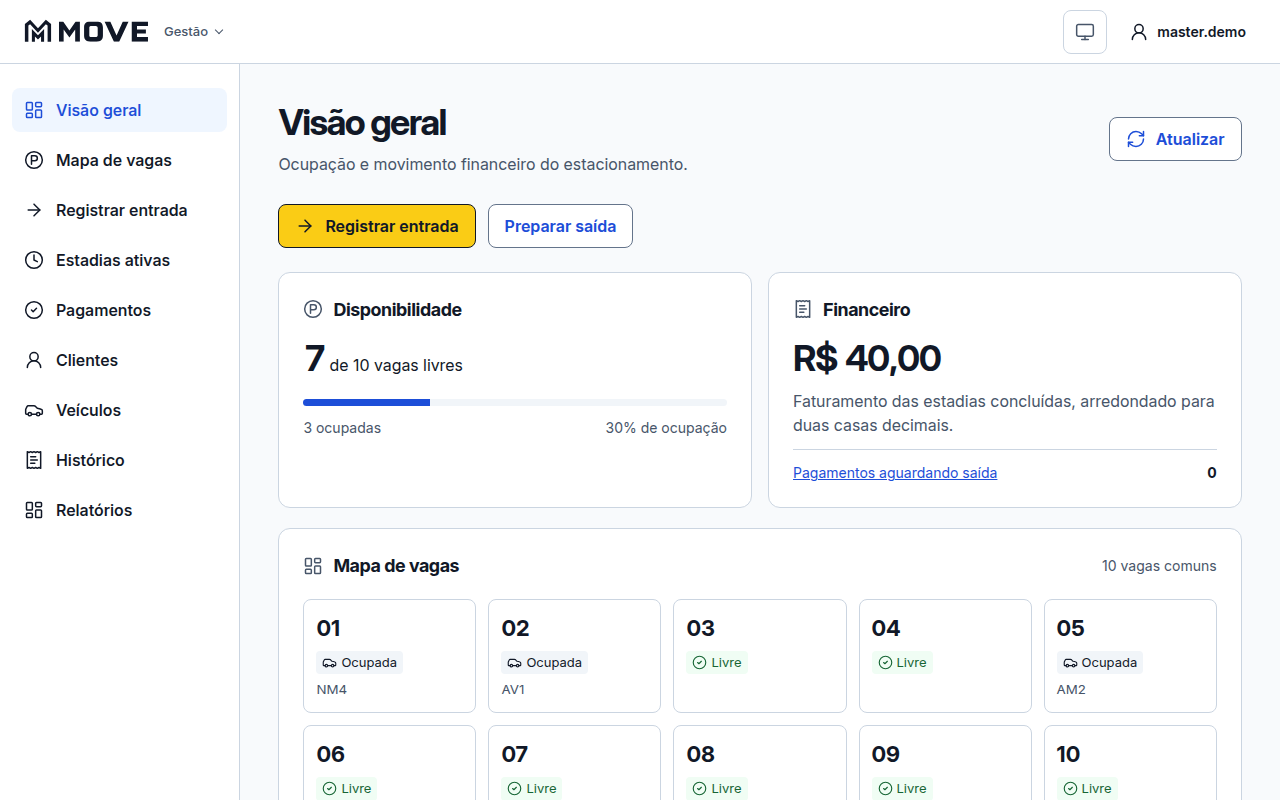 MOVE Gestão
master.demo
Visão geral
Mapa de vagas
Registrar entrada
Estadias ativas
Pagamentos
Clientes
Veículos
Histórico
Relatórios
Visão geral
Ocupação e movimento financeiro do estacionamento.
Atualizar
Registrar entrada
Preparar saída
Disponibilidade
7 de 10 vagas livres
3 ocupadas
30% de ocupação
Financeiro
R$ 40,00
Faturamento das estadias concluídas, arredondado para
duas casas decimais.
Pagamentos aguardando saída 0
Mapa de vagas
10 vagas comuns
01
Ocupada
NM4
02
Ocupada
AV1
03
Livre
04
Livre
05
Ocupada
AM2
06
Livre
07
Livre
08
Livre
09
Livre
10
Livre